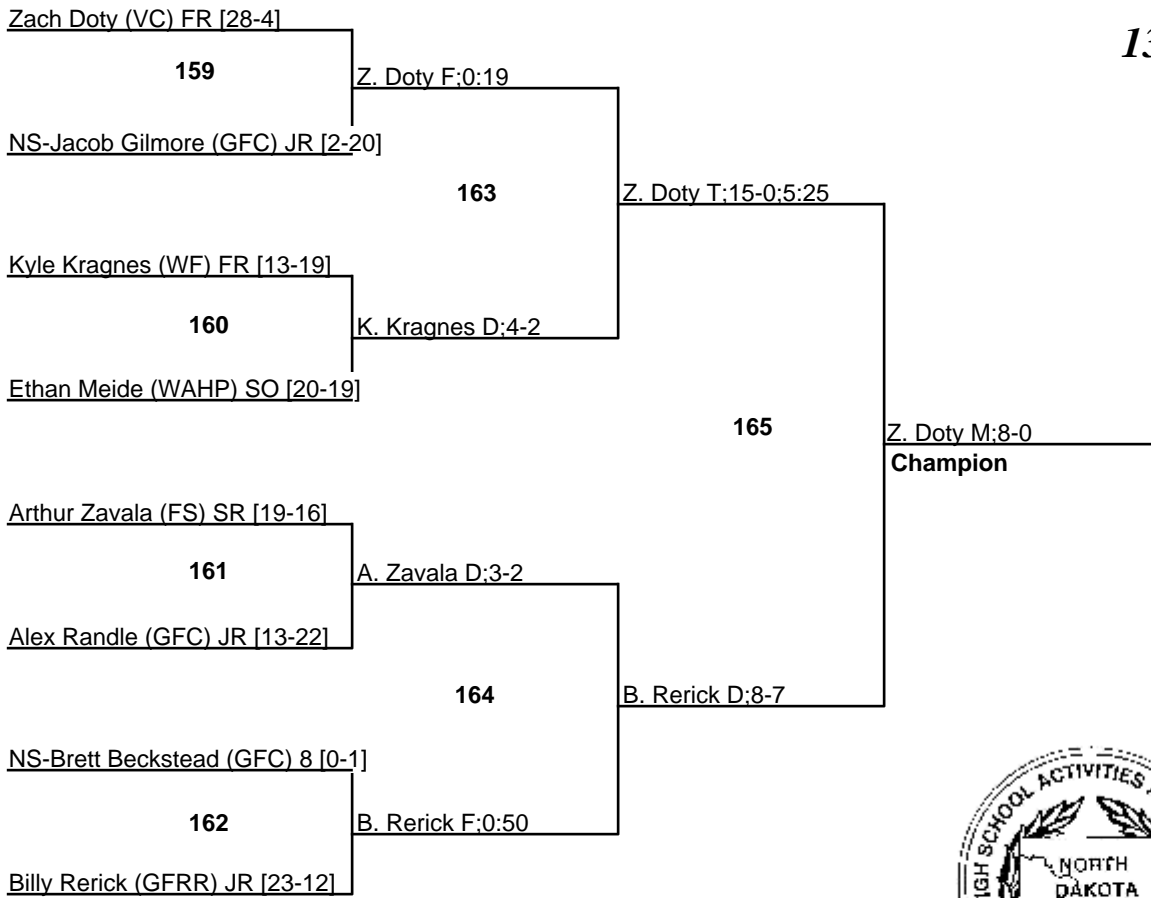 Zach Doty (VC) FR [28-4]
13
159
Z. Doty F;0:19
NS-Jacob Gilmore (GFC) JR [2-20]
163
Z. Doty T;15-0;5:25
Kyle Kragnes (WF) FR [13-19]
160
K. Kragnes D;4-2
Ethan Meide (WAHP) SO [20-19]
165
Z. Doty M;8-0
Champion
Arthur Zavala (FS) SR [19-16]
161
A. Zavala D;3-2
Alex Randle (GFC) JR [13-22]
164
B. Rerick D;8-7
NS-Brett Beckstead (GFC) 8 [0-1]
162
B. Rerick F;0:50
Billy Rerick (GFRR) JR [23-12]
IGH SCHOOL ACTIVITIES
NORTH
DAKOTA